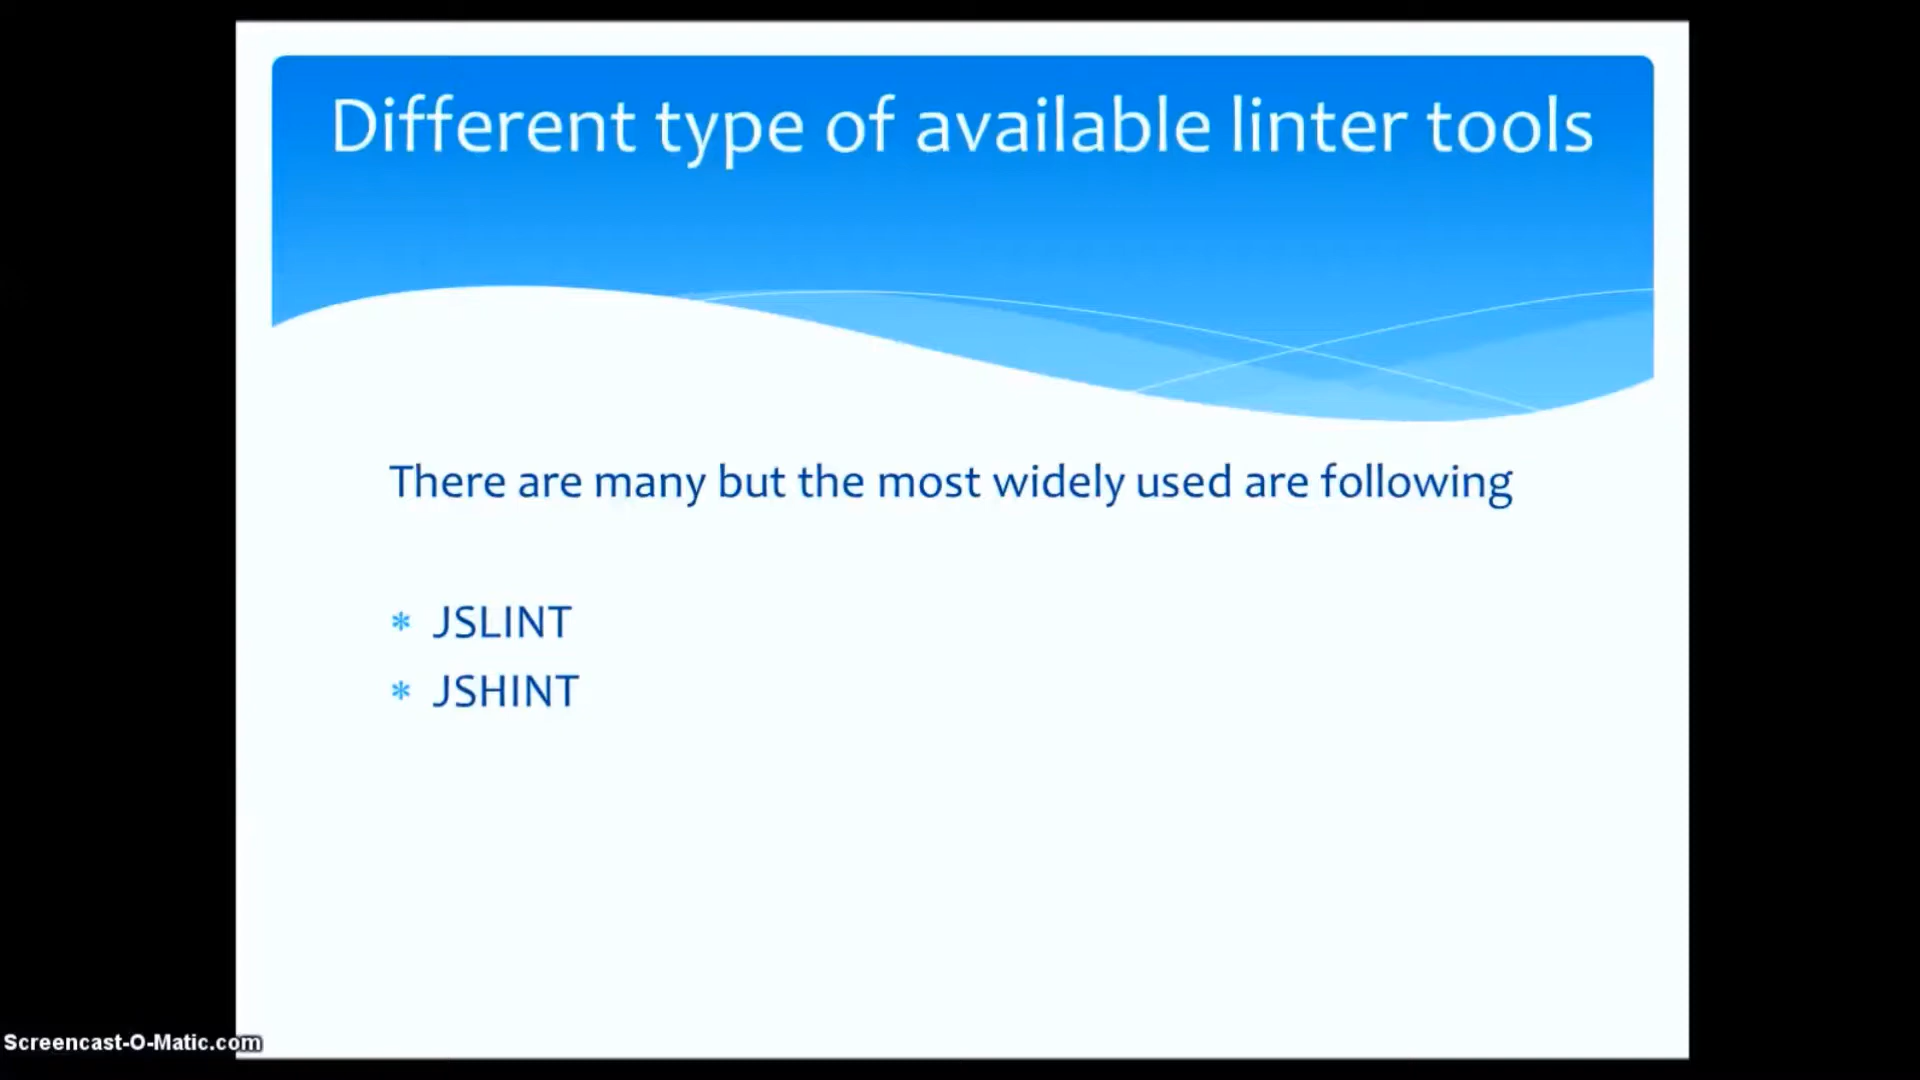 Different type of available linter tools
There are many but the most widely used are following
* JSLINT
* JSHINT
Screencast-O-Matic.com